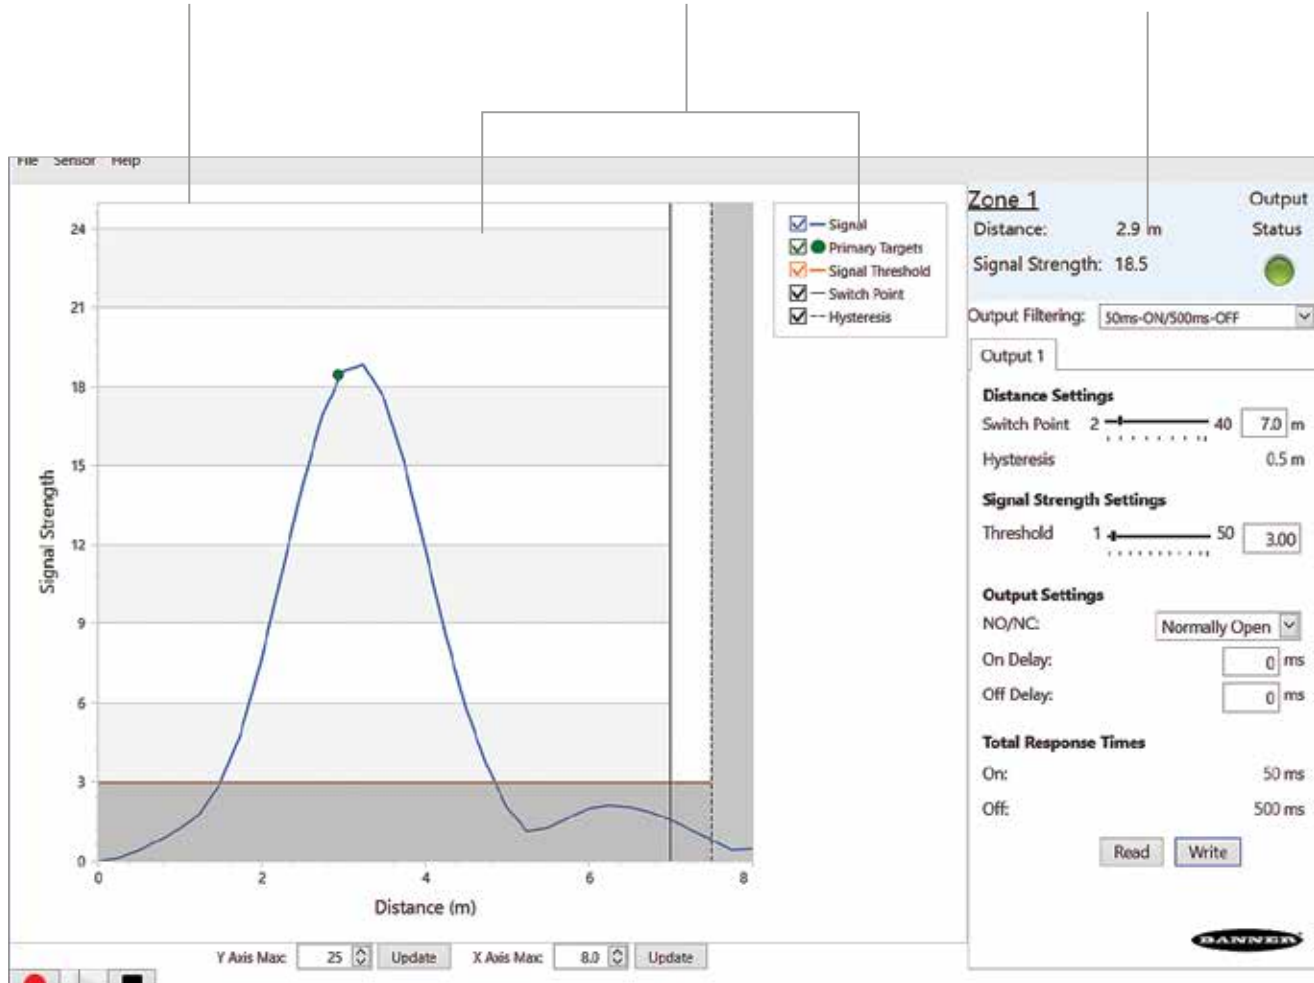 File Sensor Help
24
21
18
15
12
9
6
3
0
Signal Strength
0 2 4 6 8
Distance (m)
Signal
Primary Targets
Signal Threshold
Switch Point
Hysteresis
Y Axis Max: 25 Update X Axis Max: 8.0 Update
Zone 1 Output
Distance: 2.9 m Status
Signal Strength: 18.5
Output Filtering: 50ms-ON/500ms-OFF
Output 1
Distance Settings
Switch Point 2 40 7.0 m
Hysteresis 0.5 m
Signal Strength Settings
Threshold 1 50 3.00
Output Settings
NO/NC: Normally Open
On Delay: 0 ms
Off Delay: 0 ms
Total Response Times
On: 50 ms
Off: 500 ms
Read Write
BANNER